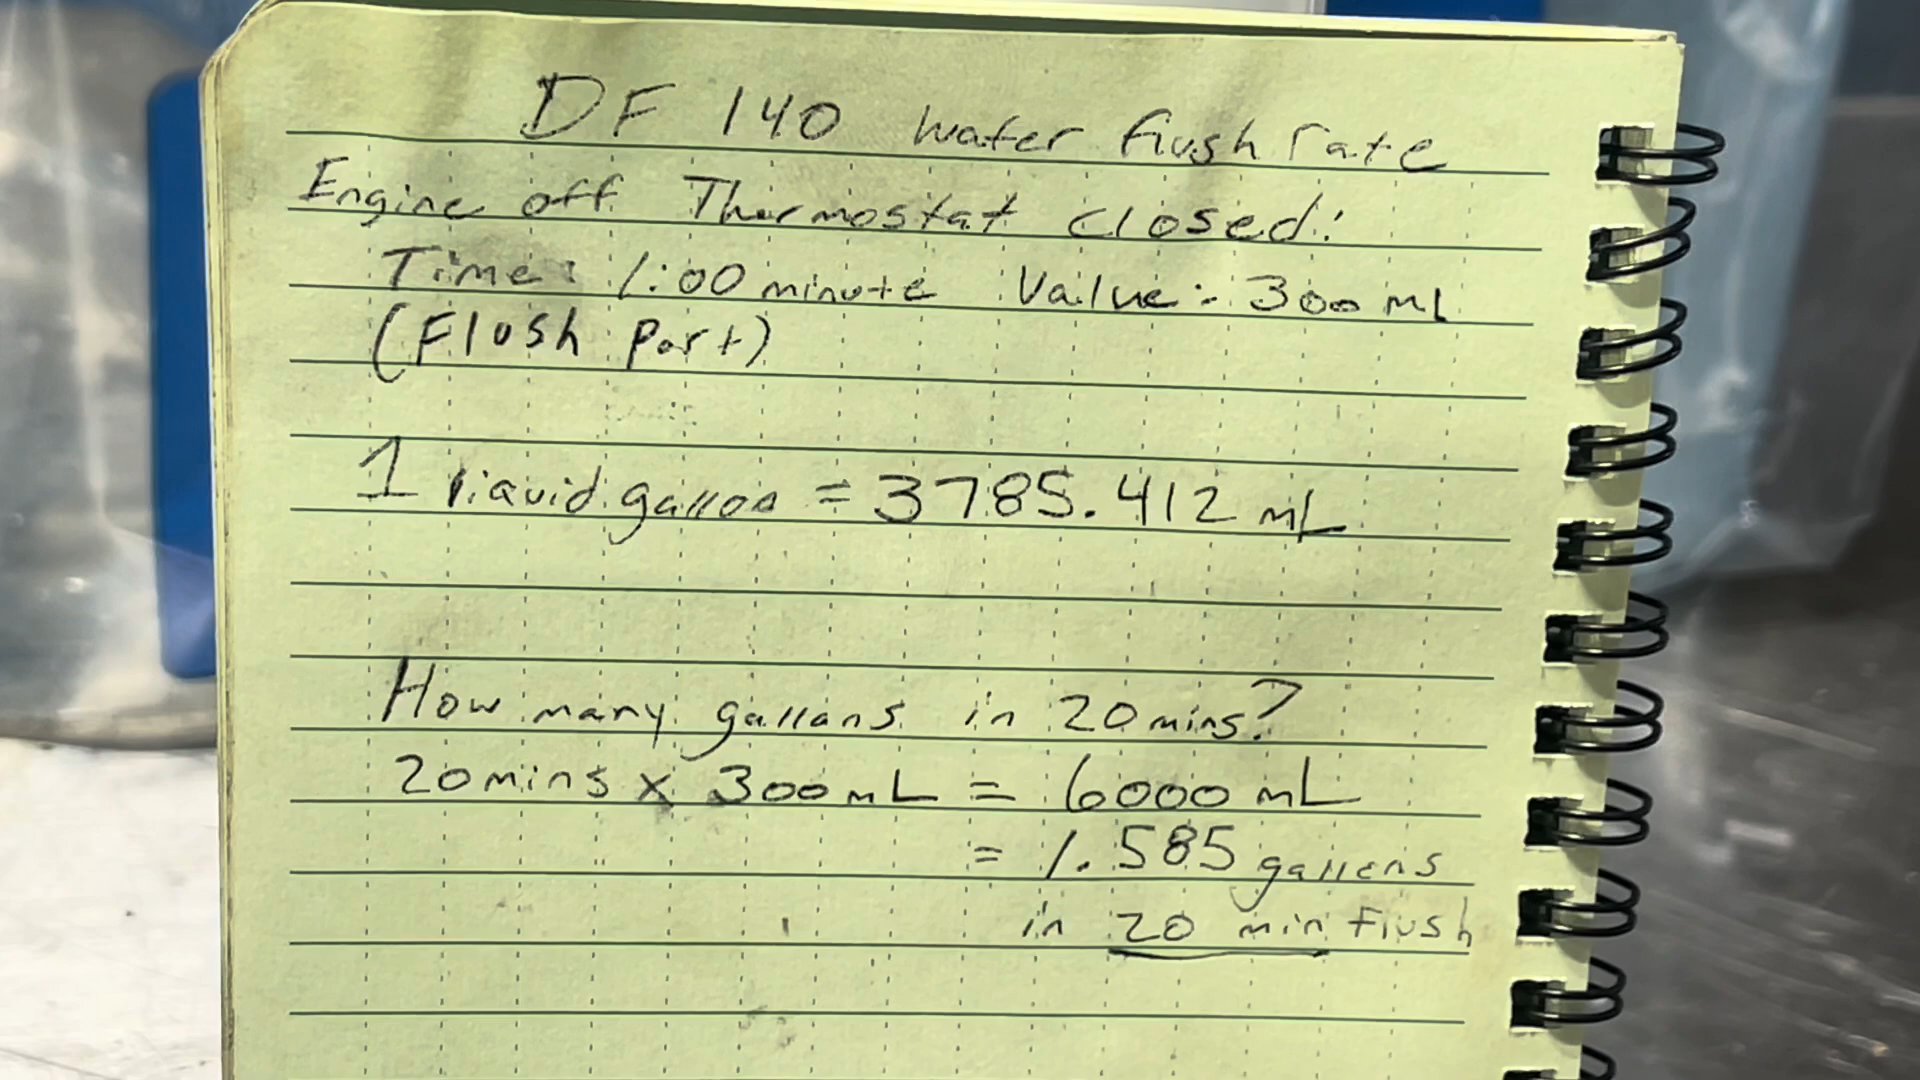 DF 140 water flush rate
Engine off Thermostat closed:
Time: 1:00 minute Value: 300 mL
(Flush Port)
1 liquid gallon = 3785.412 mL
How many gallons in 20 mins?
20 mins x 300 mL = 6000 mL
= 1.585 gallons
in 20 min flush